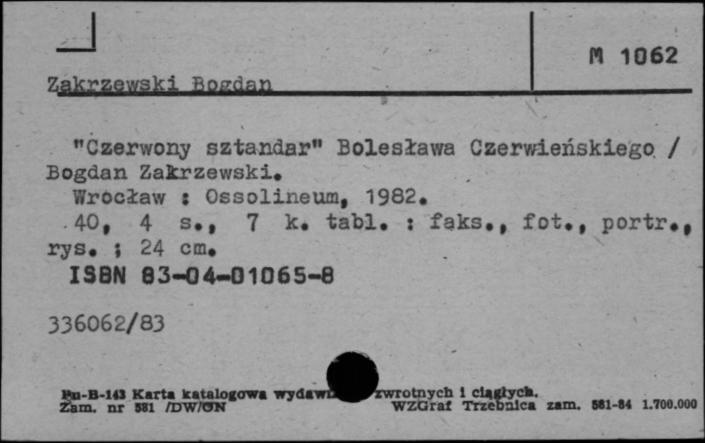 M 1062
Zakrzewski Bogdan
"Czerwony sztandar" Bolesława Czerwieńskiego /
Bogdan Zakrzewski.
Wrocław : Ossolineum, 1982.
40, 4 s., 7 k. tabl. : faks., fot., portr.,
rys. ; 24 cm.
ISBN 83-04-01065-8
336062/83
Pu-B-143 Karta katalogowa zwrotnych i ciągłych.
Zam. nr 581 /DW/ON WZGraf Trzebnica zam. 581-84 1.700.000